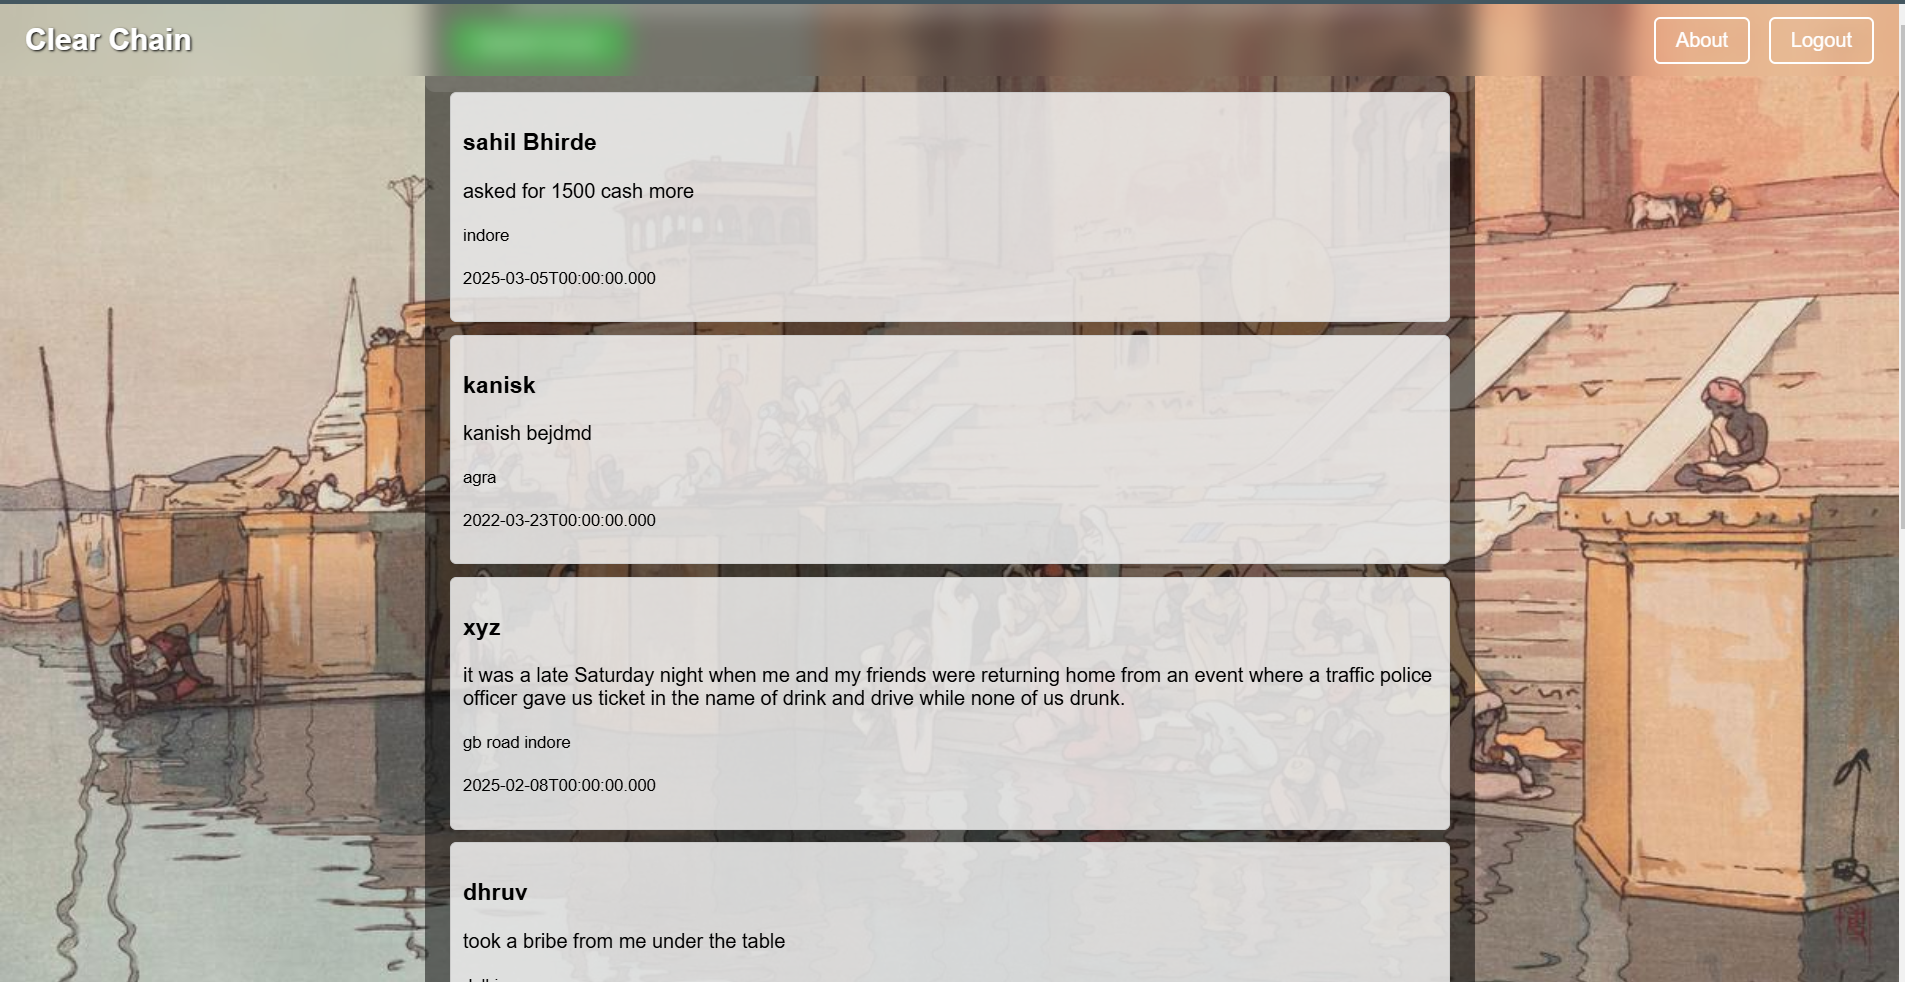 Clear Chain
About
Logout
sahil Bhirde
asked for 1500 cash more
indore
2025-03-05T00:00:00.000
kanisk
kanish bejdmd
agra
2022-03-23T00:00:00.000
xyz
it was a late Saturday night when me and my friends were returning home from an event where a traffic police
officer gave us ticket in the name of drink and drive while none of us drunk.
gb road indore
2025-02-08T00:00:00.000
dhruv
took a bribe from me under the table